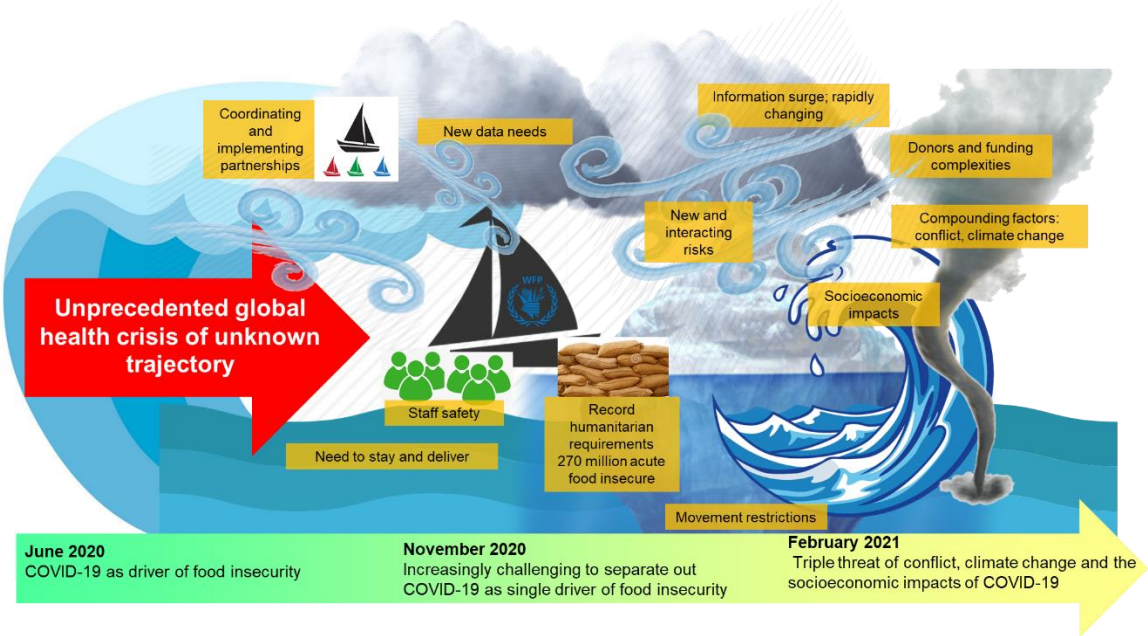 Coordinating
and
implementing
partnerships
New data needs
Information surge; rapidly
changing
Donors and funding
complexities
New and
interacting
risks
Compounding factors:
conflict, climate change
WFP
Unprecedented global
health crisis of unknown
trajectory
Socioeconomic
impacts
Staff safety
Record
humanitarian
requirements
270 million acute
food insecure
Need to stay and deliver
Movement restrictions
June 2020
COVID-19 as driver of food insecurity
November 2020
Increasingly challenging to separate out
COVID-19 as single driver of food insecurity
February 2021
Triple threat of conflict, climate change and the
socioeconomic impacts of COVID-19